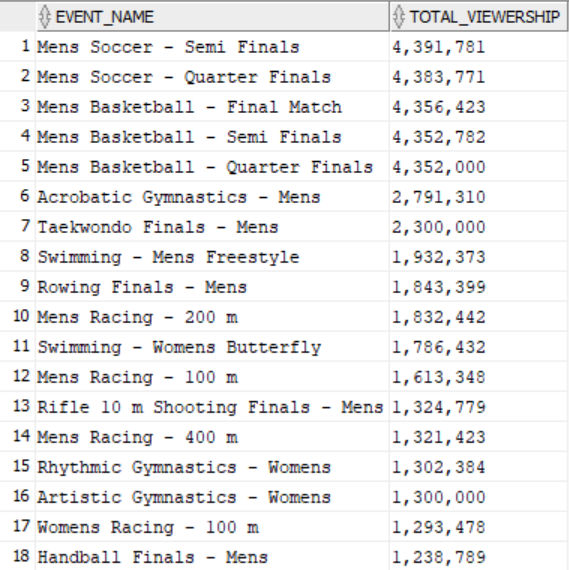 EVENT_NAME TOTAL_VIEWERSHIP
1 Mens Soccer - Semi Finals 4,391,781
2 Mens Soccer - Quarter Finals 4,383,771
3 Mens Basketball - Final Match 4,356,423
4 Mens Basketball - Semi Finals 4,352,782
5 Mens Basketball - Quarter Finals 4,352,000
6 Acrobatic Gymnastics - Mens 2,791,310
7 Taekwondo Finals - Mens 2,300,000
8 Swimming - Mens Freestyle 1,932,373
9 Rowing Finals - Mens 1,843,399
10 Mens Racing - 200 m 1,832,442
11 Swimming - Womens Butterfly 1,786,432
12 Mens Racing - 100 m 1,613,348
13 Rifle 10 m Shooting Finals - Mens 1,324,779
14 Mens Racing - 400 m 1,321,423
15 Rhythmic Gymnastics - Womens 1,302,384
16 Artistic Gymnastics - Womens 1,300,000
17 Womens Racing - 100 m 1,293,478
18 Handball Finals - Mens 1,238,789